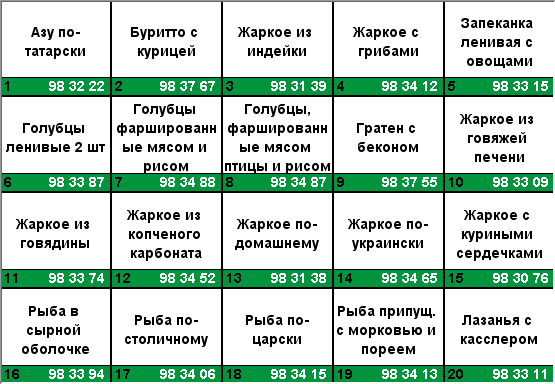 Азу по-
татарски
1 98 32 22
Буритто с
курицей
2 98 37 67
Жаркое из
индейки
3 98 31 39
Жаркое с
грибами
4 98 34 12
Запеканка
ленивая с
овощами
5 98 33 15
Голубцы
ленивые 2 шт
6 98 33 87
Голубцы
фаршированн
ые мясом и
рисом
7 98 34 88
Голубцы,
фаршированн
ые мясом
птицы и рисом
8 98 34 87
Гратен с
беконом
9 98 37 55
Жаркое из
говяжей
печени
10 98 33 09
Жаркое из
говядины
11 98 33 74
Жаркое из
копченого
карбоната
12 98 34 52
Жаркое по-
домашнему
13 98 31 38
Жаркое по-
украински
14 98 34 65
Жаркое с
куриными
сердечками
15 98 30 76
Рыба в
сырной
оболочке
16 98 33 94
Рыба по-
столичному
17 98 34 06
Рыба по-
царски
18 98 34 15
Рыба припущ.
с морковью и
пореем
19 98 34 13
Лазанья с
касслером
20 98 33 11